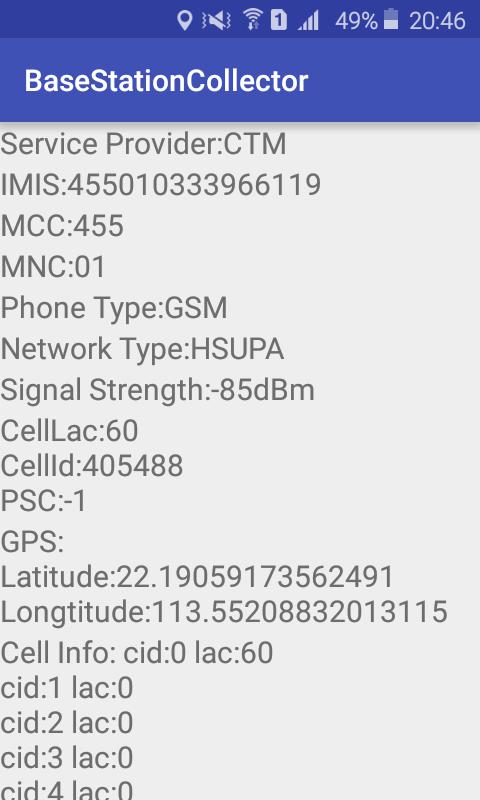 1 49% 20:46
BaseStationCollector
Service Provider:CTM
IMIS:455010333966119
MCC:455
MNC:01
Phone Type:GSM
Network Type:HSUPA
Signal Strength:-85dBm
CellLac:60
CellId:405488
PSC:-1
GPS:
Latitude:22.19059173562491
Longtitude:113.55208832013115
Cell Info: cid:0 lac:60
cid:1 lac:0
cid:2 lac:0
cid:3 lac:0
cid:4 lac:0